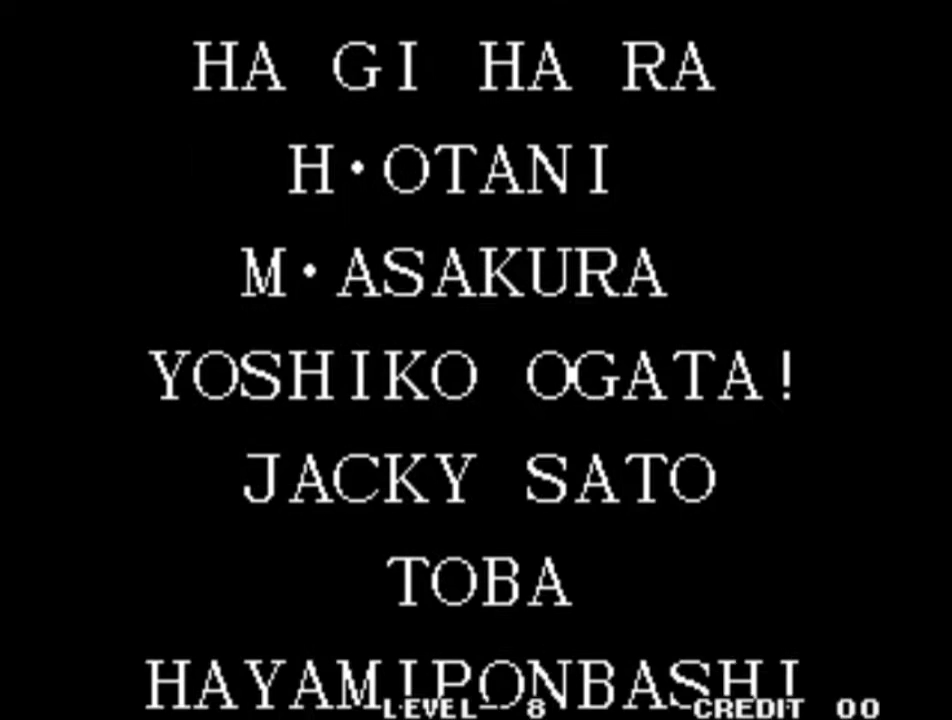 HA GI HA RA
H・OTANI
M・ASAKURA
YOSHIKO OGATA!
JACKY SATO
TOBA
HAYAMIPONBASHI
LEVEL 8 CREDIT 00